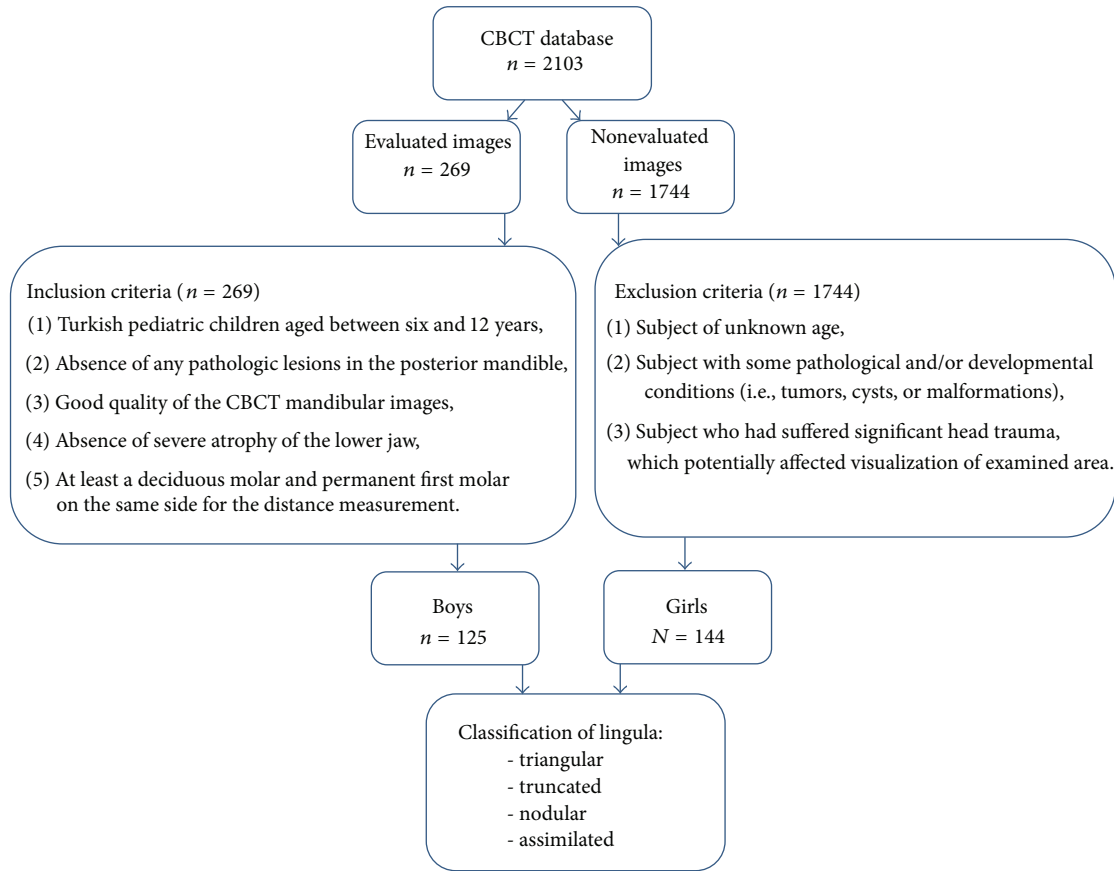 CBCT database
n = 2103
Evaluated images
n = 269
Nonevaluated
images
n = 1744
Inclusion criteria (n = 269)
(1) Turkish pediatric children aged between six and 12 years,
(2) Absence of any pathologic lesions in the posterior mandible,
(3) Good quality of the CBCT mandibular images,
(4) Absence of severe atrophy of the lower jaw,
(5) At least a deciduous molar and permanent first molar
on the same side for the distance measurement.
Exclusion criteria (n = 1744)
(1) Subject of unknown age,
(2) Subject with some pathological and/or developmental
conditions (i.e., tumors, cysts, or malformations),
(3) Subject who had suffered significant head trauma,
which potentially affected visualization of examined area.
Boys
n = 125
Girls
N = 144
Classification of lingula:
- triangular
- truncated
- nodular
- assimilated